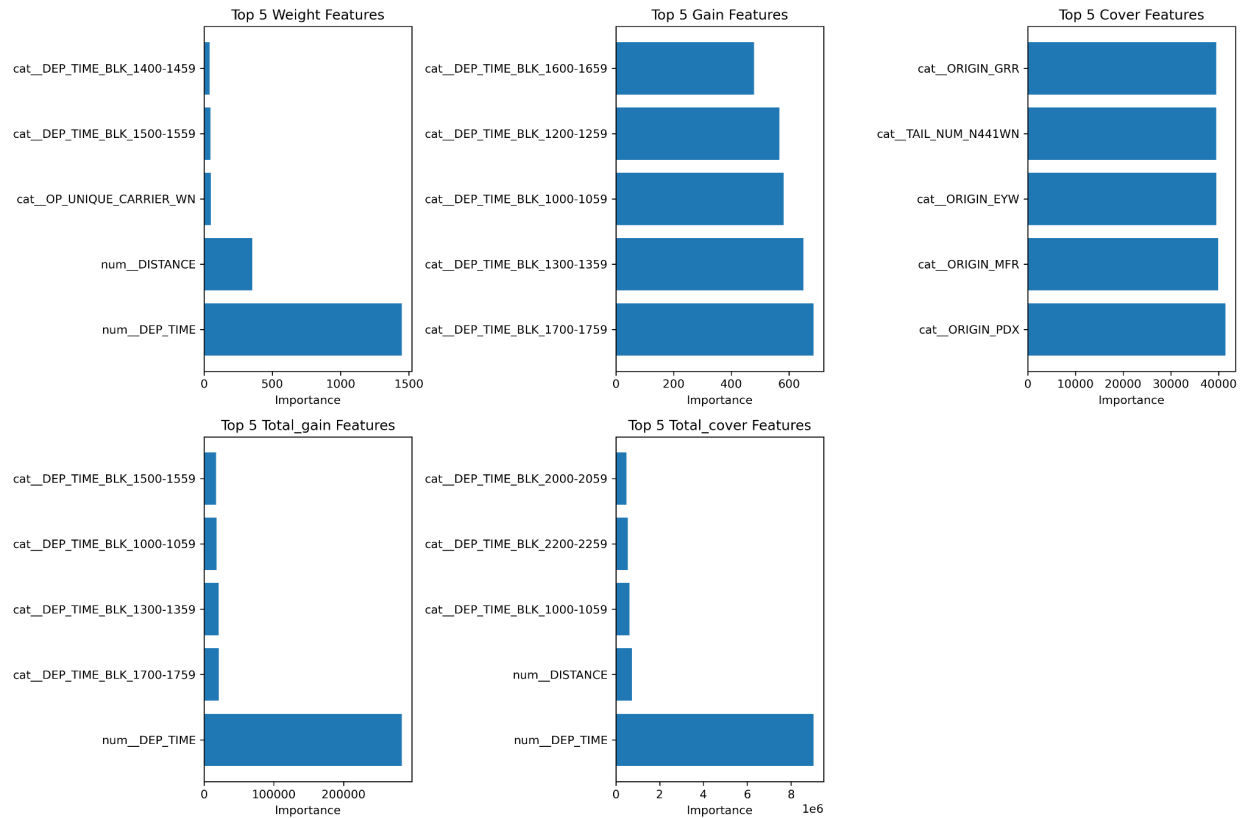 Top 5 Weight Features
cat__DEP_TIME_BLK_1400-1459
cat__DEP_TIME_BLK_1500-1559
cat__OP_UNIQUE_CARRIER_WN
num__DISTANCE
num__DEP_TIME
0 500 1000 1500
Importance
Top 5 Gain Features
cat__DEP_TIME_BLK_1600-1659
cat__DEP_TIME_BLK_1200-1259
cat__DEP_TIME_BLK_1000-1059
cat__DEP_TIME_BLK_1300-1359
cat__DEP_TIME_BLK_1700-1759
0 200 400 600
Importance
Top 5 Cover Features
cat__ORIGIN_GRR
cat__TAIL_NUM_N441WN
cat__ORIGIN_EYW
cat__ORIGIN_MFR
cat__ORIGIN_PDX
0 10000 20000 30000 40000
Importance
Top 5 Total_gain Features
cat__DEP_TIME_BLK_1500-1559
cat__DEP_TIME_BLK_1000-1059
cat__DEP_TIME_BLK_1300-1359
cat__DEP_TIME_BLK_1700-1759
num__DEP_TIME
0 100000 200000
Importance
Top 5 Total_cover Features
cat__DEP_TIME_BLK_2000-2059
cat__DEP_TIME_BLK_2200-2259
cat__DEP_TIME_BLK_1000-1059
num__DISTANCE
num__DEP_TIME
0 2 4 6 8
Importance 1e6